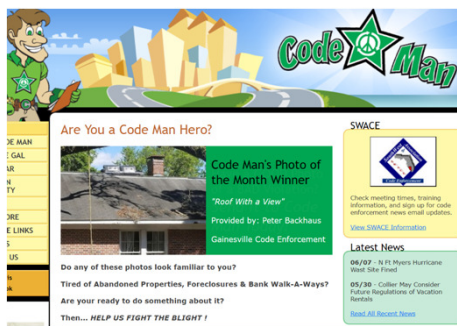 Code Man
Are You a Code Man Hero?
Code Man's Photo of
the Month Winner
"Roof With a View"
Provided by: Peter Backhaus
Gainesville Code Enforcement
Do any of these photos look familiar to you?
Tired of Abandoned Properties, Foreclosures & Bank Walk-A-Ways?
Are your ready to do something about it?
Then... HELP US FIGHT THE BLIGHT !
DE MAN
GAL
AR
N
TY
ORE
E LINKS
S
US
SWACE
Check meeting times, training
information, and sign up for code
enforcement news email updates.
View SWACE Information
Latest News
06/07 - N Ft Myers Hurricane
Wast Site Fined
05/30 - Collier May Consider
Future Regulations of Vacation
Rentals
Read All Recent News